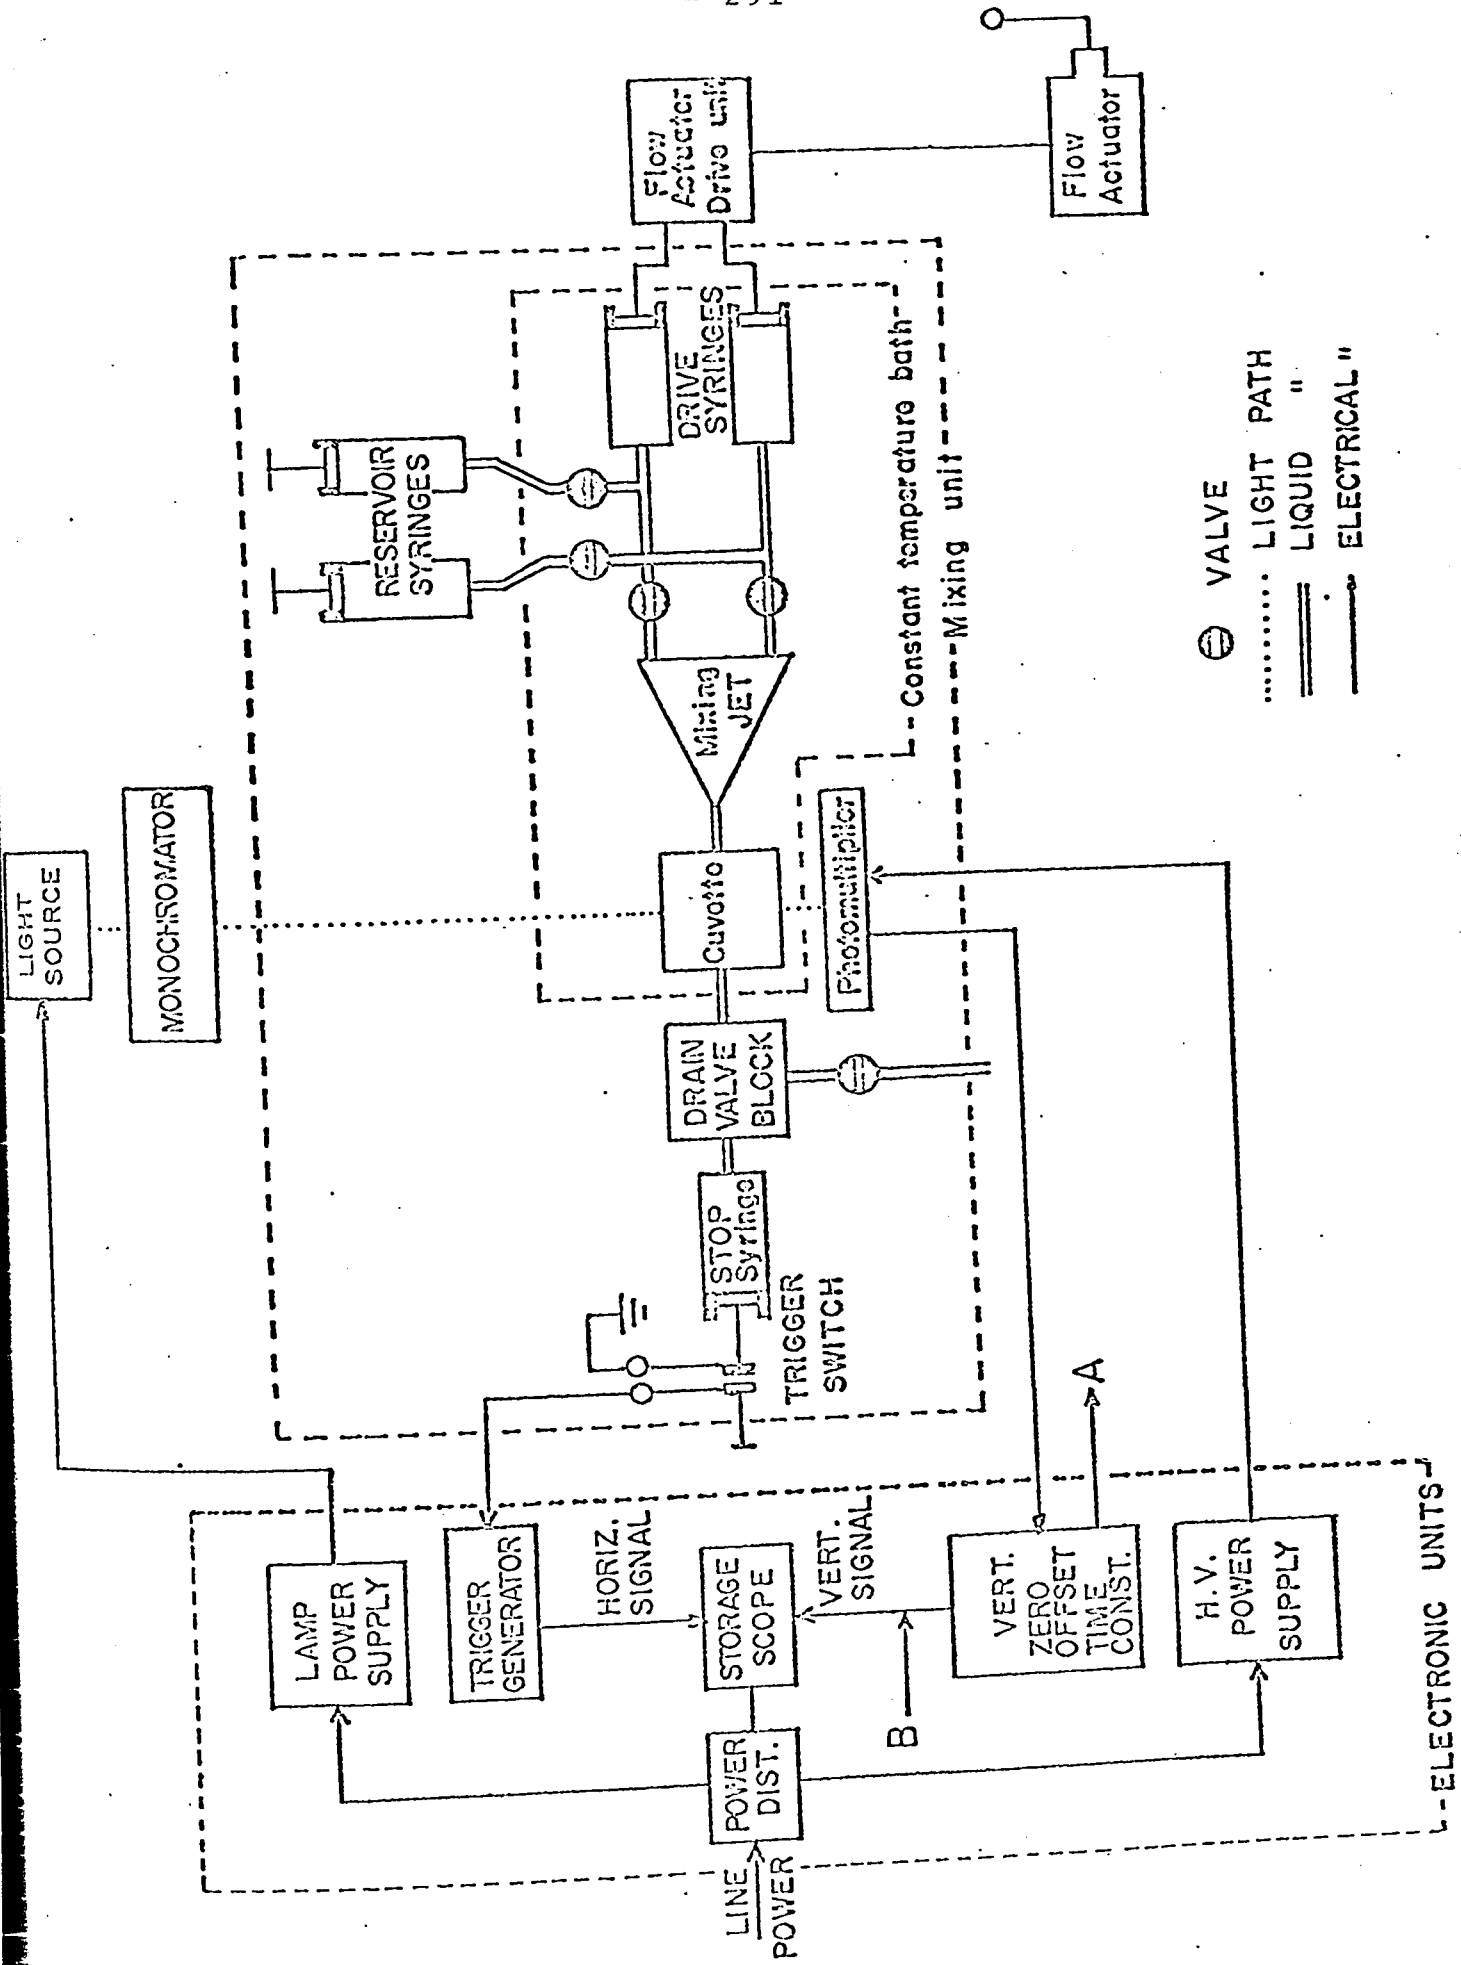 291
LIGHT
SOURCE
MONOCHROMATOR
RESERVOIR
SYRINGES
Flow
Actuator
Drive unit
Flow
Actuator
DRIVE
SYRINGES
Constant temperature bath
Mixing unit
Mixing
JET
Cuvette
Photomultiplier
DRAIN
VALVE
BLOCK
STOP
Syringe
TRIGGER
SWITCH
VALVE
LIGHT PATH
LIQUID "
ELECTRICAL "
LAMP
POWER
SUPPLY
TRIGGER
GENERATOR
HORIZ.
SIGNAL
STORAGE
SCOPE
VERT.
SIGNAL
A
B
VERT.
ZERO
OFFSET
TIME
CONST.
H.V.
POWER
SUPPLY
POWER
DIST.
LINE
POWER
ELECTRONIC UNITS